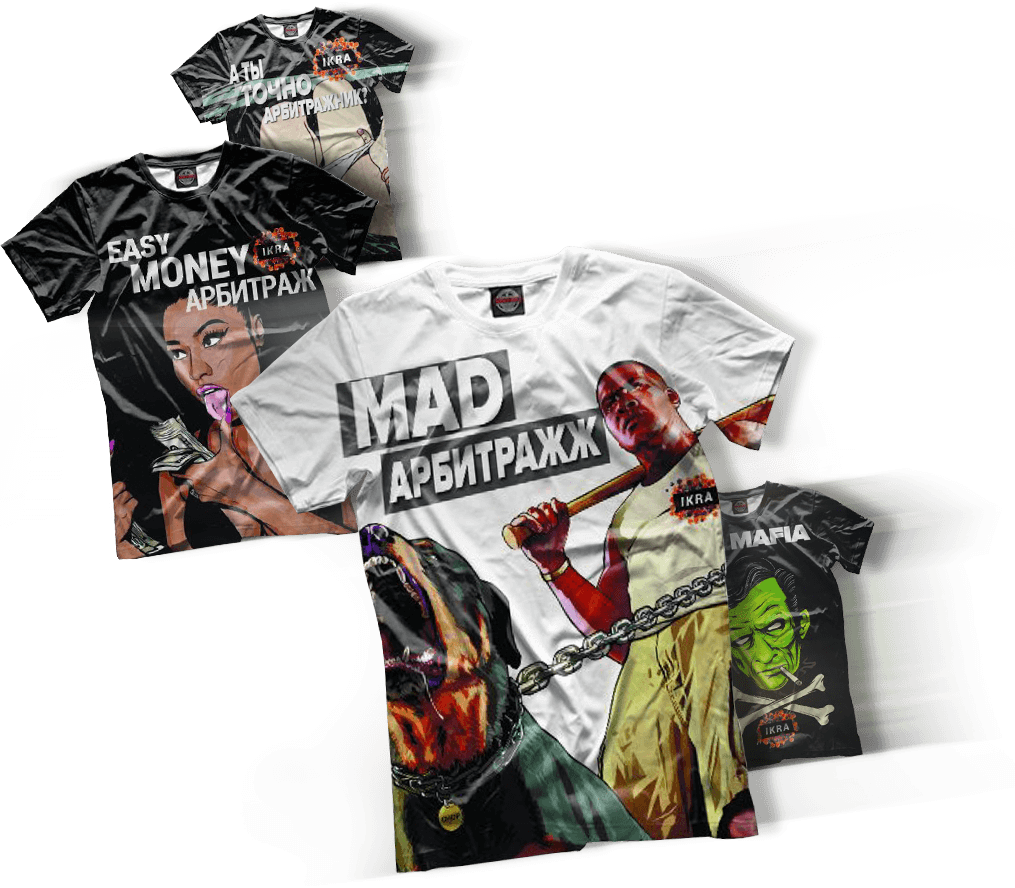 А ТЫ
ТОЧНО
АРБИТРАЖНИК?
IKRA
EASY
MONEY
АРБИТРАЖ
IKRA
MAD
АРБИТРАЖЖ
IKRA
MAFIA
IKRA